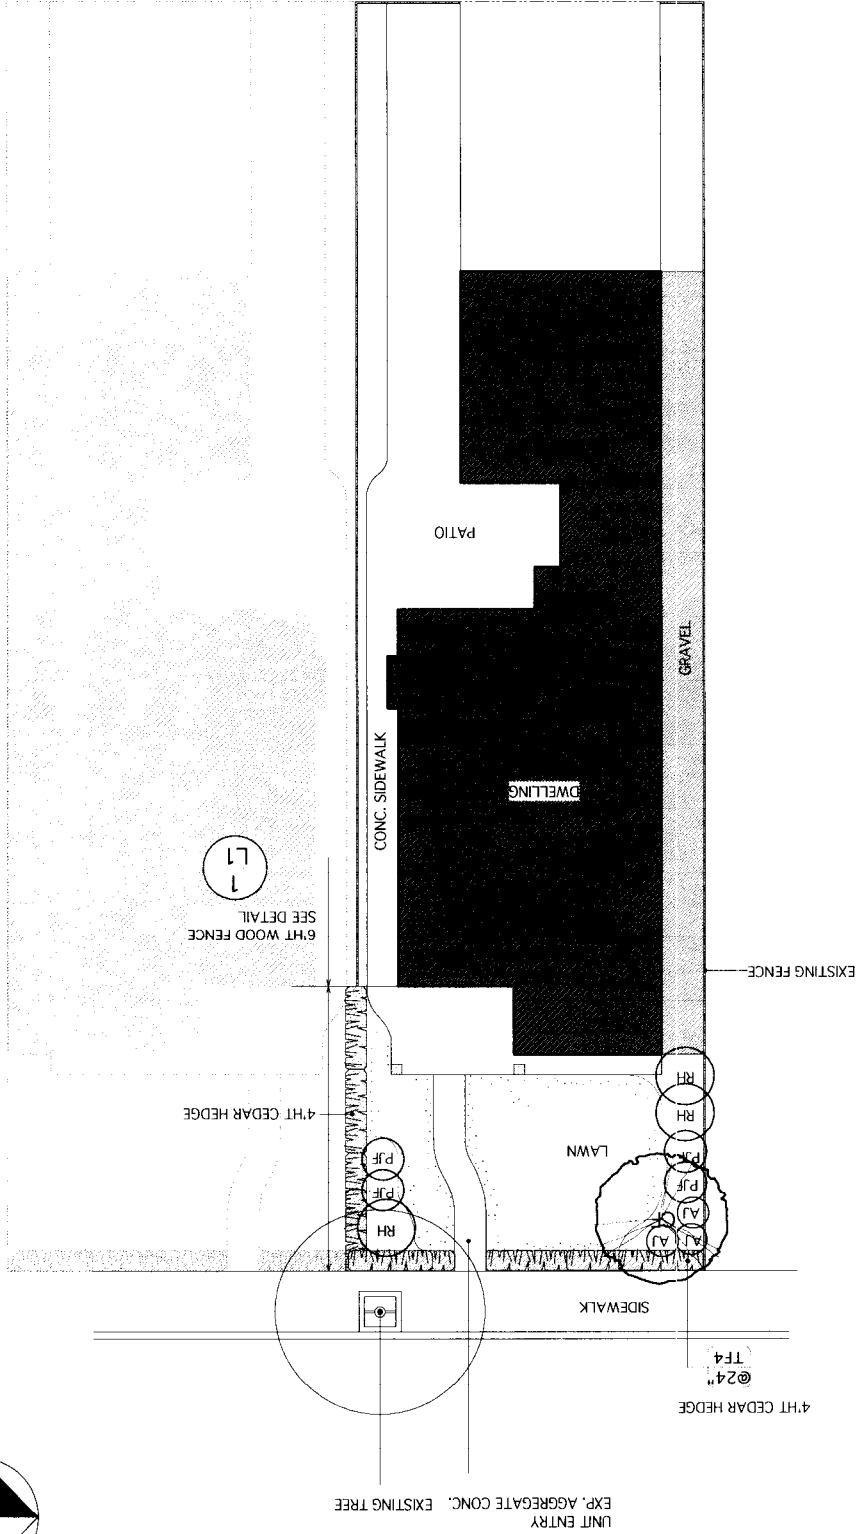 UNIT ENTRY
EXP. AGGREGATE CONC.
EXISTING TREE
4'HT CEDAR HEDGE
@24"
TF4
SIDEWALK
AJ
AJ
AJ
RH
PJF
PJF
PJF
PJF
LAWN
RH
RH
4'HT CEDAR HEDGE
EXISTING FENCE
6'HT WOOD FENCE
SEE DETAIL
1
L1
DWELLING
CONC. SIDEWALK
GRAVEL
PATIO